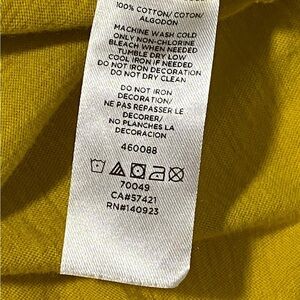 100% COTTON/ COTON/
ALGODON
MACHINE WASH COLD
ONLY NON-CHLORINE
BLEACH WHEN NEEDED
TUMBLE DRY LOW
COOL IRON IF NEEDED
DO NOT IRON DECORATION
DO NOT DRY CLEAN
DO NOT IRON
DECORATION/
NE PAS REPASSER LE
DECORER/
NO PLANCHES LA
DECORACION
460088
70049
CA#57421
RN#140923